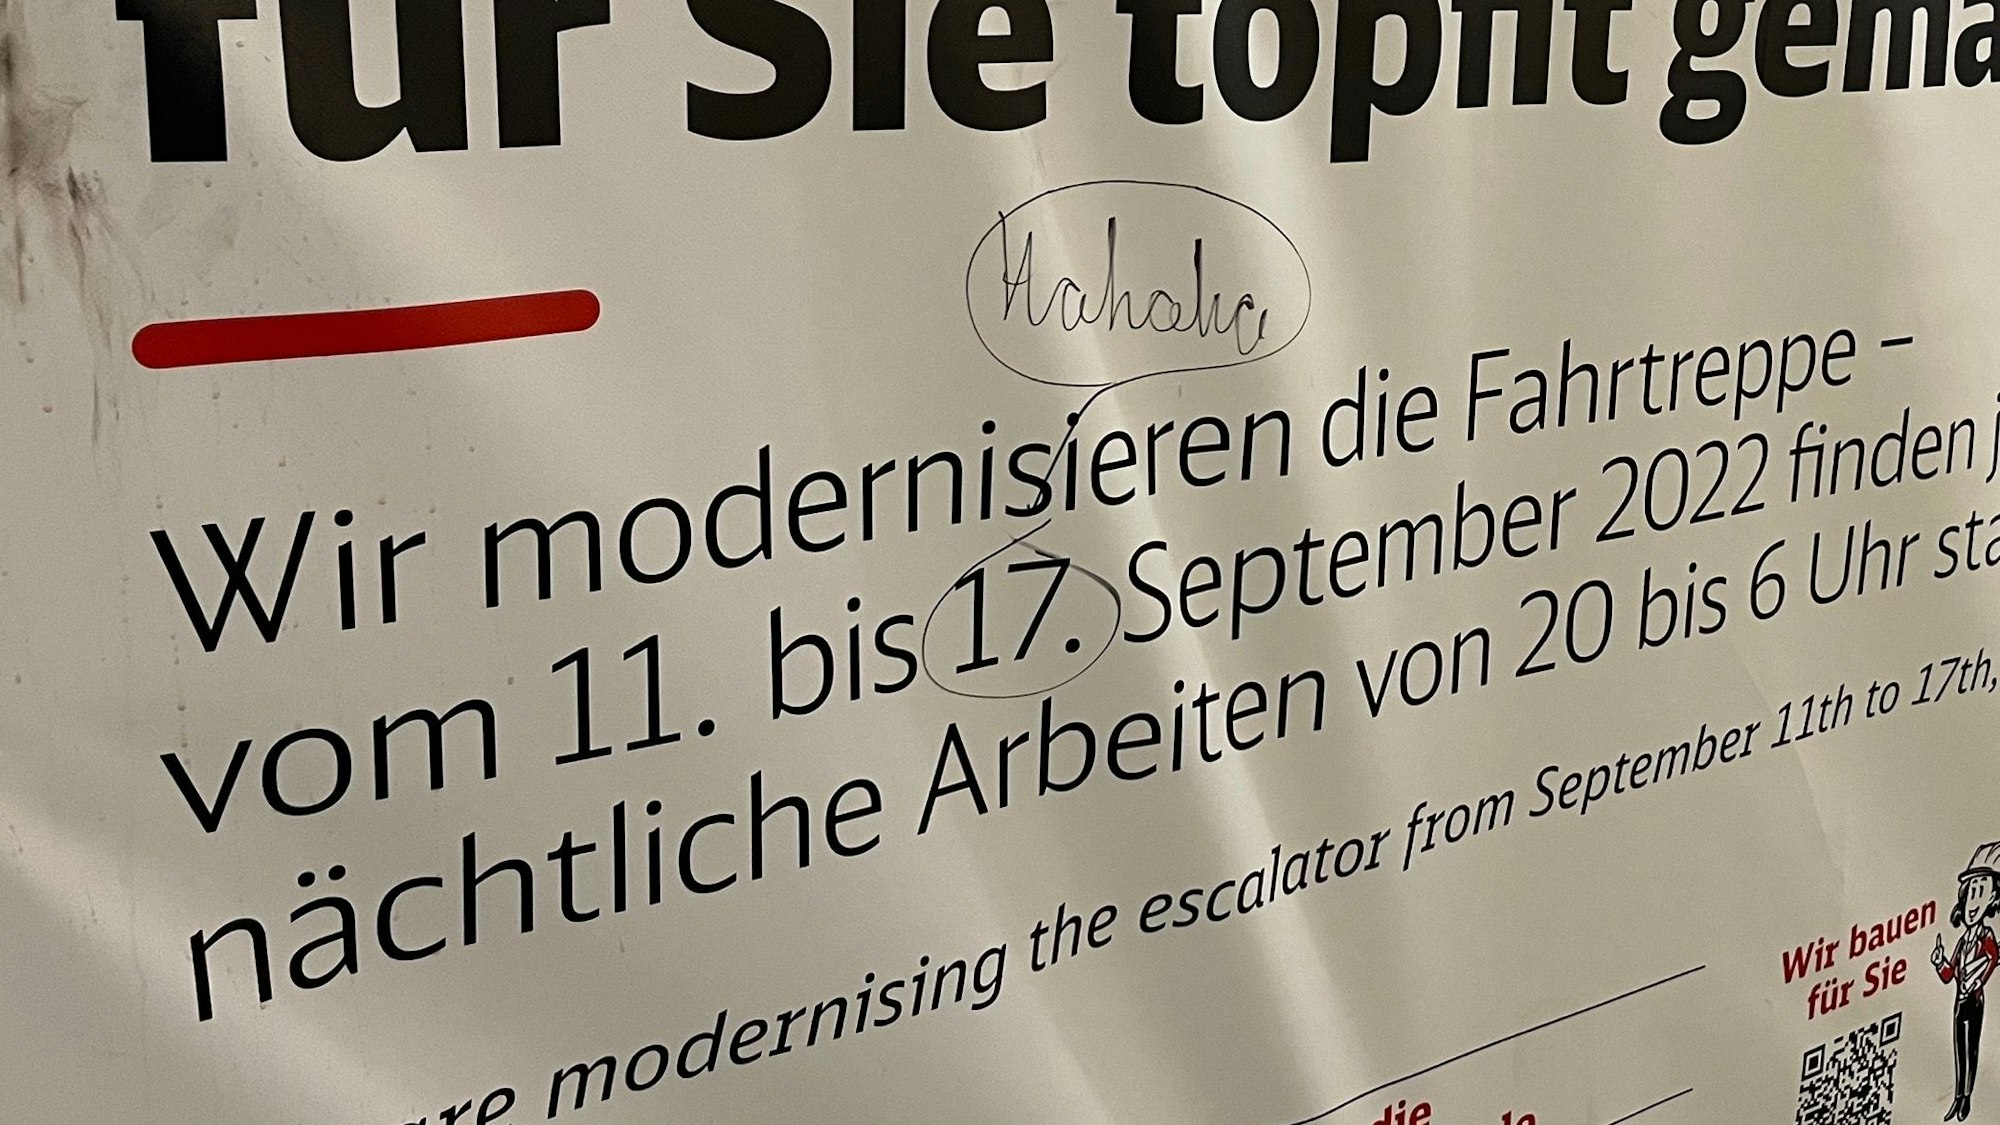 für Sie topfit gema
Hahaha
Wir modernisieren die Fahrtreppe –
vom 11. bis 17. September 2022 finden j
nächtliche Arbeiten von 20 bis 6 Uhr sta
are modernising the escalator from September 11th to 17th,
Wir bauen
für Sie
die